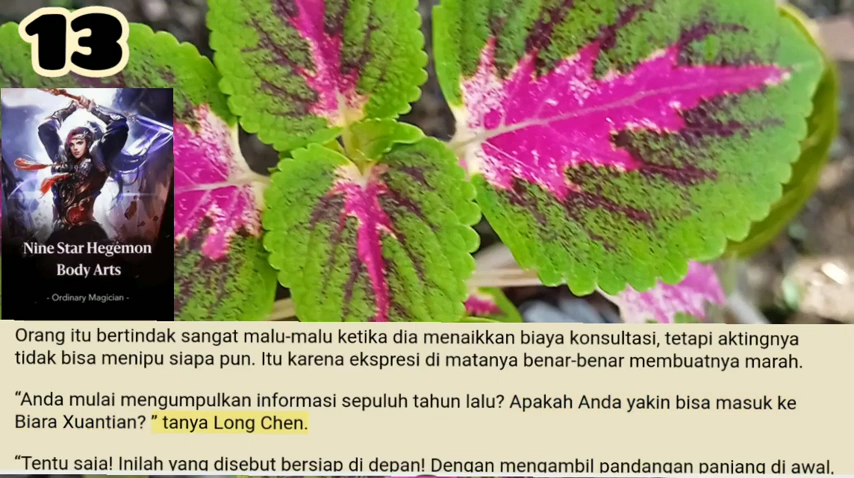 13
Nine Star Hegemon
Body Arts
- Ordinary Magician -
Orang itu bertindak sangat malu-malu ketika dia menaikkan biaya konsultasi, tetapi aktingnya
tidak bisa menipu siapa pun. Itu karena ekspresi di matanya benar-benar membuatnya marah.
“Anda mulai mengumpulkan informasi sepuluh tahun lalu? Apakah Anda yakin bisa masuk ke
Biara Xuantian? ” tanya Long Chen.
“Tentu saja! Inilah yang disebut bersiap di depan! Dengan mengambil pandangan panjang di awal,